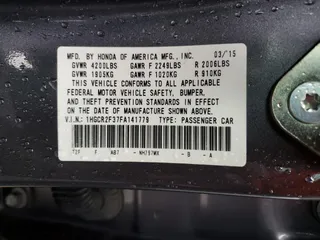 MFD. BY HONDA OF AMERICA MFG., INC. 03/15
GVWR 4200LBS GAWR F 2249LBS R 2006LBS
GVWR 1905KG GAWR F 1020KG R 910KG
THIS VEHICLE CONFORMS TO ALL APPLICABLE
FEDERAL MOTOR VEHICLE SAFETY, BUMPER,
AND THEFT PREVENTION STANDARDS IN EFFECT
ON THE DATE OF MANUFACTURE SHOWN ABOVE.
V.I.N.: 1HGCR2F37FA141779 TYPE: PASSENGER CAR
F NH797MX - B - A